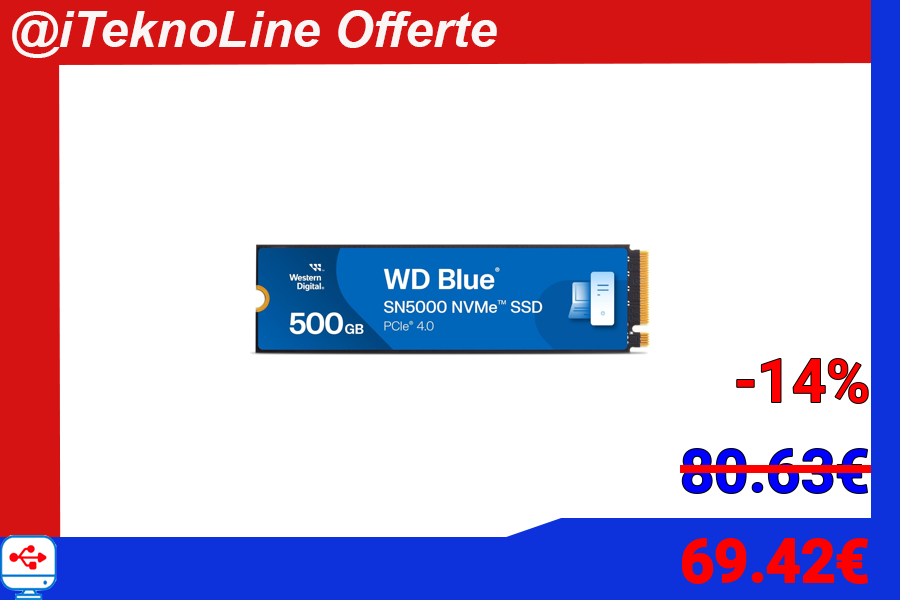 @iTeknoLine Offerte
Western
Digital®
500GB
WD Blue®
SN5000 NVMe™ SSD
PCIe® 4.0
-14%
80.63€
69.42€